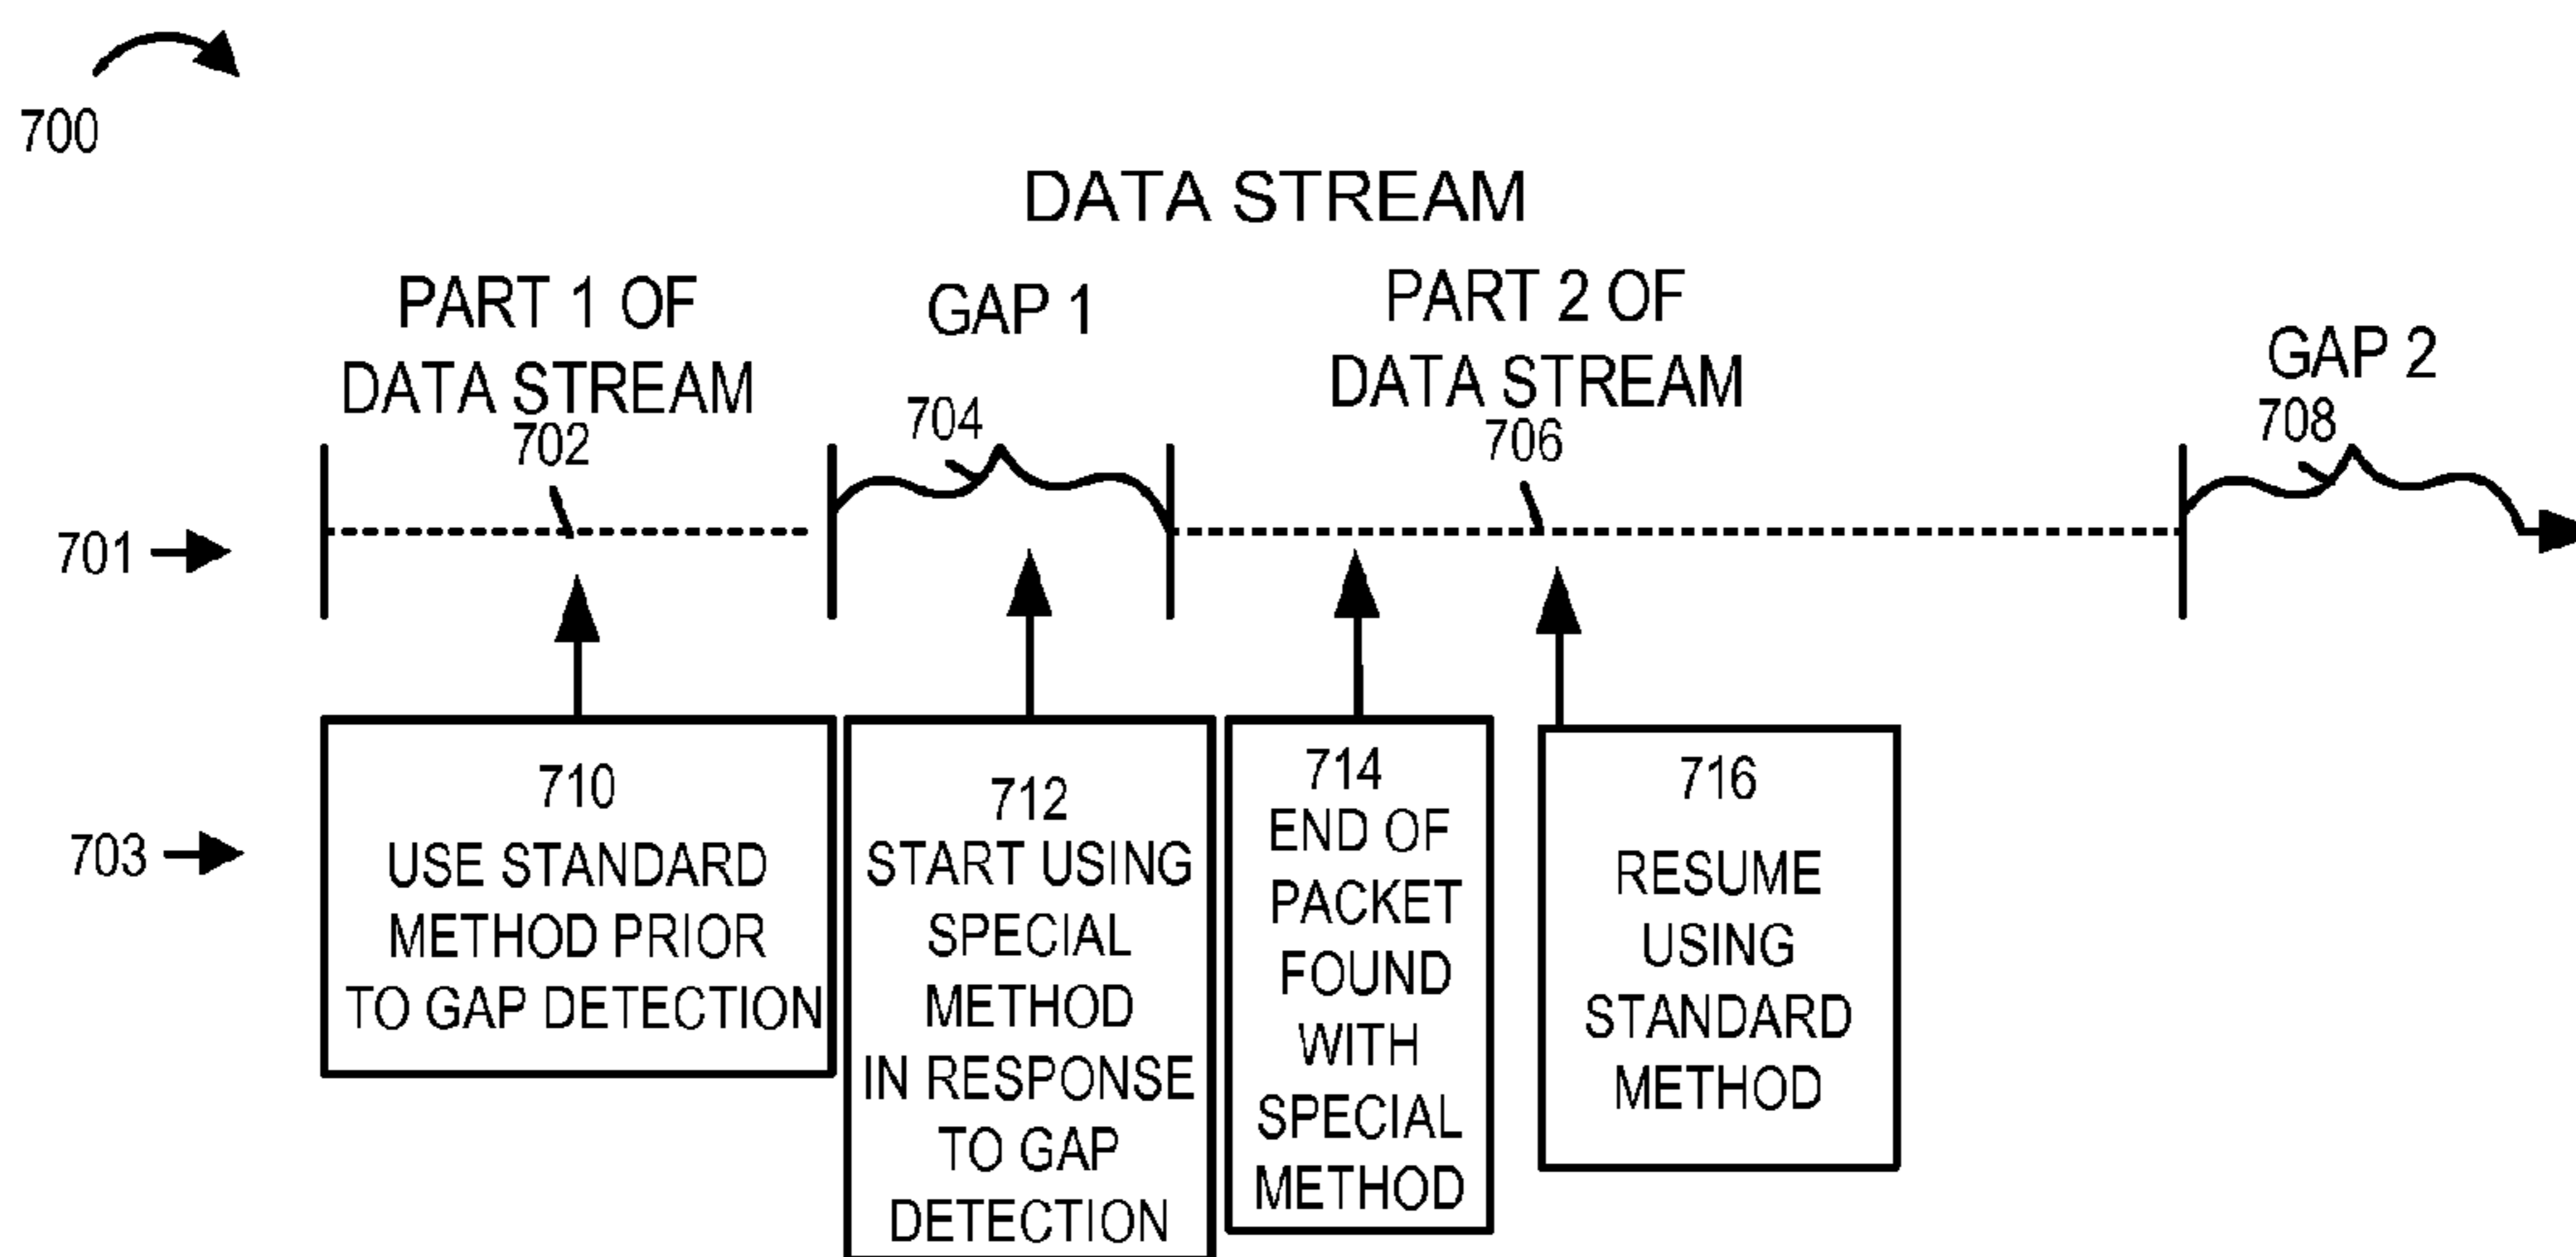 700
DATA STREAM
PART 1 OF
DATA STREAM
702
GAP 1
704
PART 2 OF
DATA STREAM
706
GAP 2
708
701
703
710
USE STANDARD
METHOD PRIOR
TO GAP DETECTION
712
START USING
SPECIAL
METHOD
IN RESPONSE
TO GAP
DETECTION
714
END OF
PACKET
FOUND
WITH
SPECIAL
METHOD
716
RESUME
USING
STANDARD
METHOD